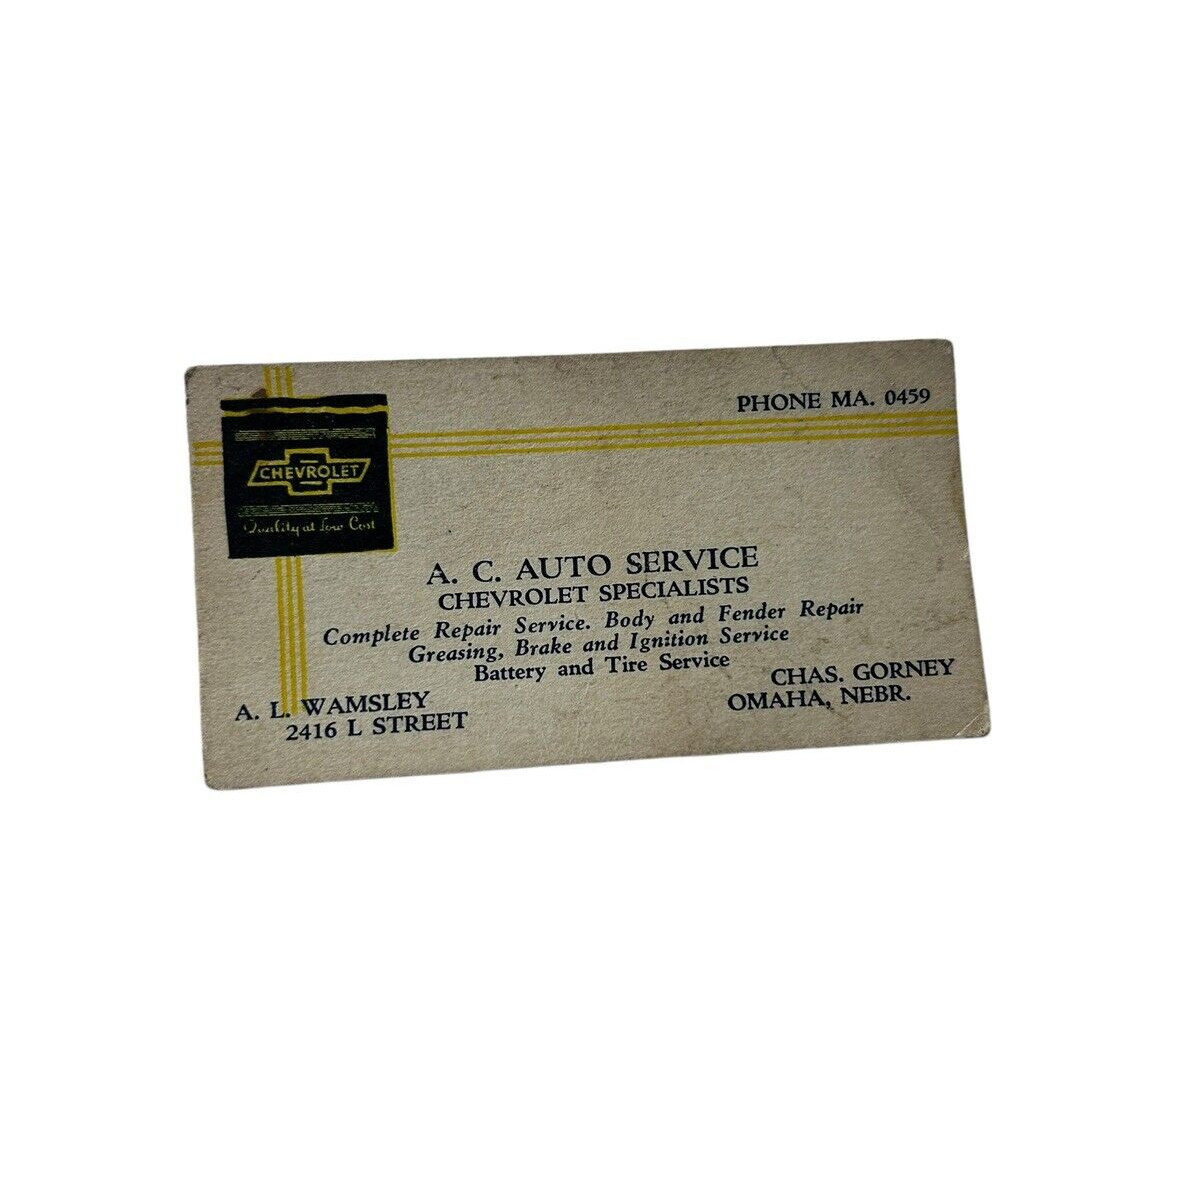 PHONE MA. 0459
CHEVROLET
Quality at Low Cost
A. C. AUTO SERVICE
CHEVROLET SPECIALISTS
Complete Repair Service. Body and Fender Repair
Greasing, Brake and Ignition Service
Battery and Tire Service
A. L. WAMSLEY
CHAS. GORNEY
2416 L STREET
OMAHA, NEBR.